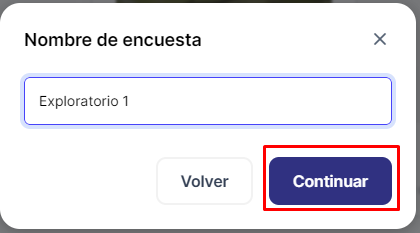 Nombre de encuesta
Exploratorio 1
Volver Continuar